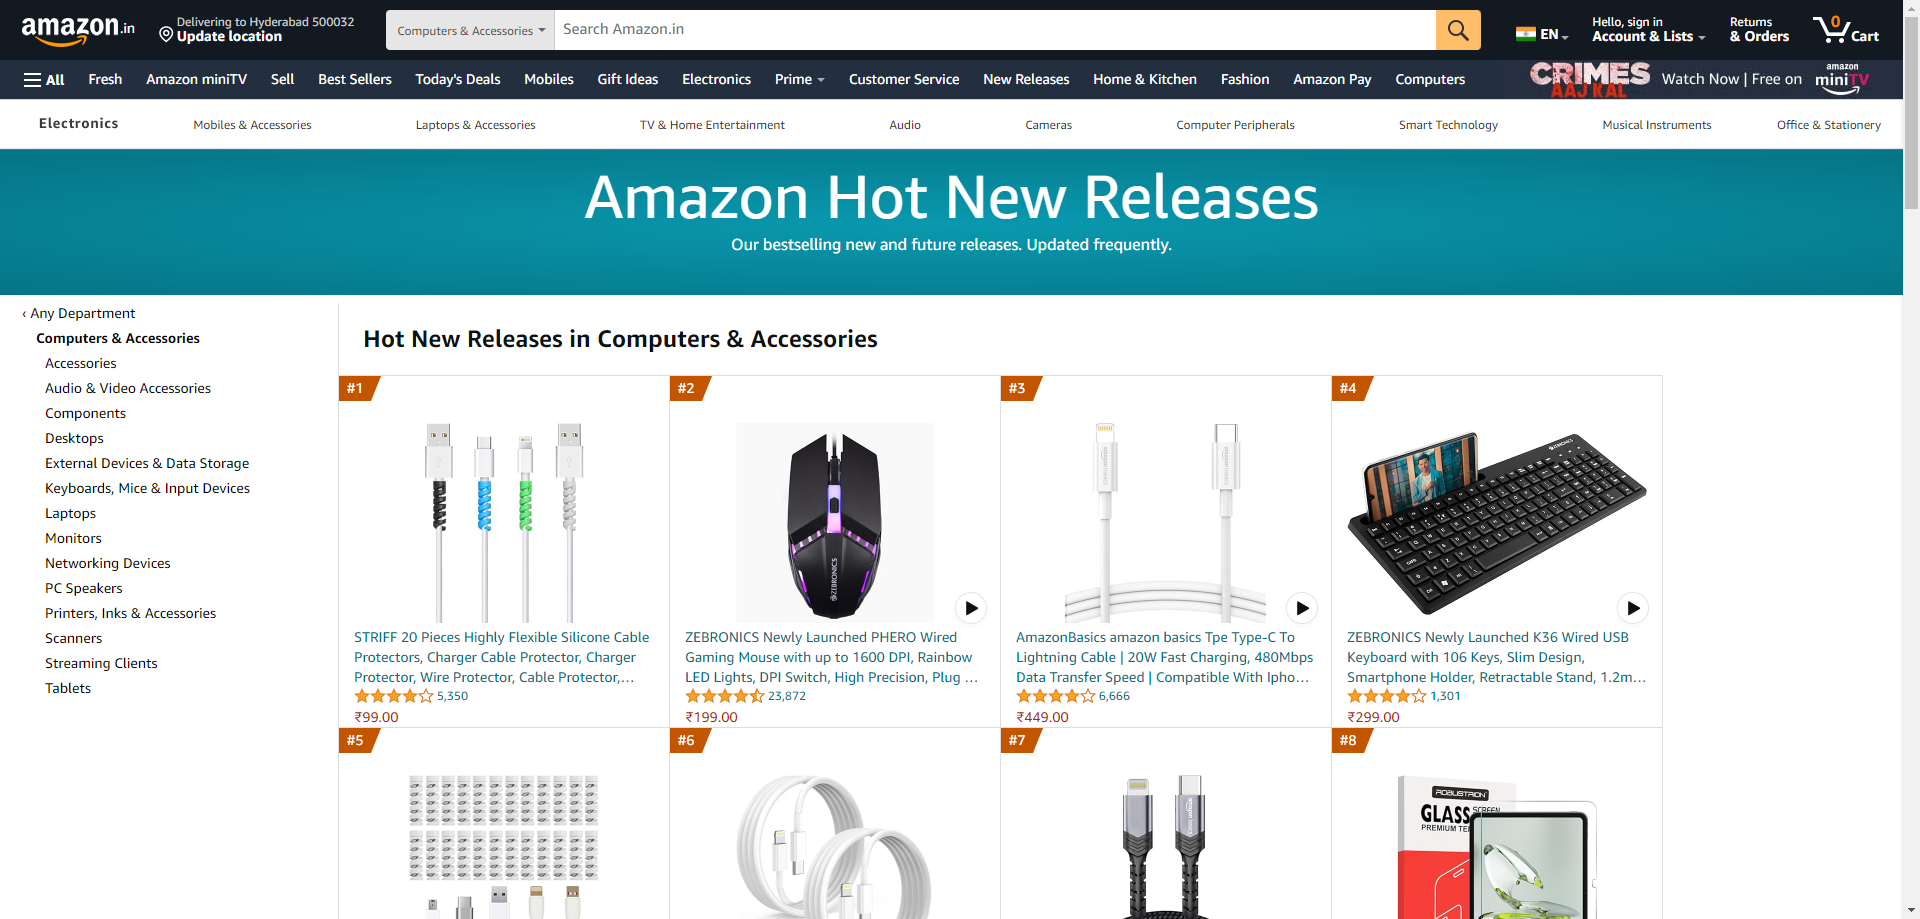 amazon.in
Delivering to Hyderabad 500032
Update location
Computers & Accessories
Search Amazon.in
EN
Hello, sign in
Account & Lists
Returns
& Orders
0
Cart
All
Fresh
Amazon miniTV
Sell
Best Sellers
Today's Deals
Mobiles
Gift Ideas
Electronics
Prime
Customer Service
New Releases
Home & Kitchen
Fashion
Amazon Pay
Computers
CRIMES
AAJ KAL
Watch Now | Free on
amazon
miniTV
Electronics
Mobiles & Accessories
Laptops & Accessories
TV & Home Entertainment
Audio
Cameras
Computer Peripherals
Smart Technology
Musical Instruments
Office & Stationery
Amazon Hot New Releases
Our bestselling new and future releases. Updated frequently.
‹ Any Department
Computers & Accessories
Accessories
Audio & Video Accessories
Components
Desktops
External Devices & Data Storage
Keyboards, Mice & Input Devices
Laptops
Monitors
Networking Devices
PC Speakers
Printers, Inks & Accessories
Scanners
Streaming Clients
Tablets
Hot New Releases in Computers & Accessories
#1
STRIFF 20 Pieces Highly Flexible Silicone Cable
Protectors, Charger Cable Protector, Charger
Protector, Wire Protector, Cable Protector,…
5,350
₹99.00
#2
ZEBRONICS
ZEBRONICS Newly Launched PHERO Wired
Gaming Mouse with up to 1600 DPI, Rainbow
LED Lights, DPI Switch, High Precision, Plug …
23,872
₹199.00
#3
AmazonBasics amazon basics Tpe Type-C To
Lightning Cable | 20W Fast Charging, 480Mbps
Data Transfer Speed | Compatible With Ipho…
6,666
₹449.00
#4
ZEBRONICS
ZEBRONICS Newly Launched K36 Wired USB
Keyboard with 106 Keys, Slim Design,
Smartphone Holder, Retractable Stand, 1.2m…
1,301
₹299.00
#5
#6
#7
#8
ROBUSTRION
GLASS SCREEN
PREMIUM TE